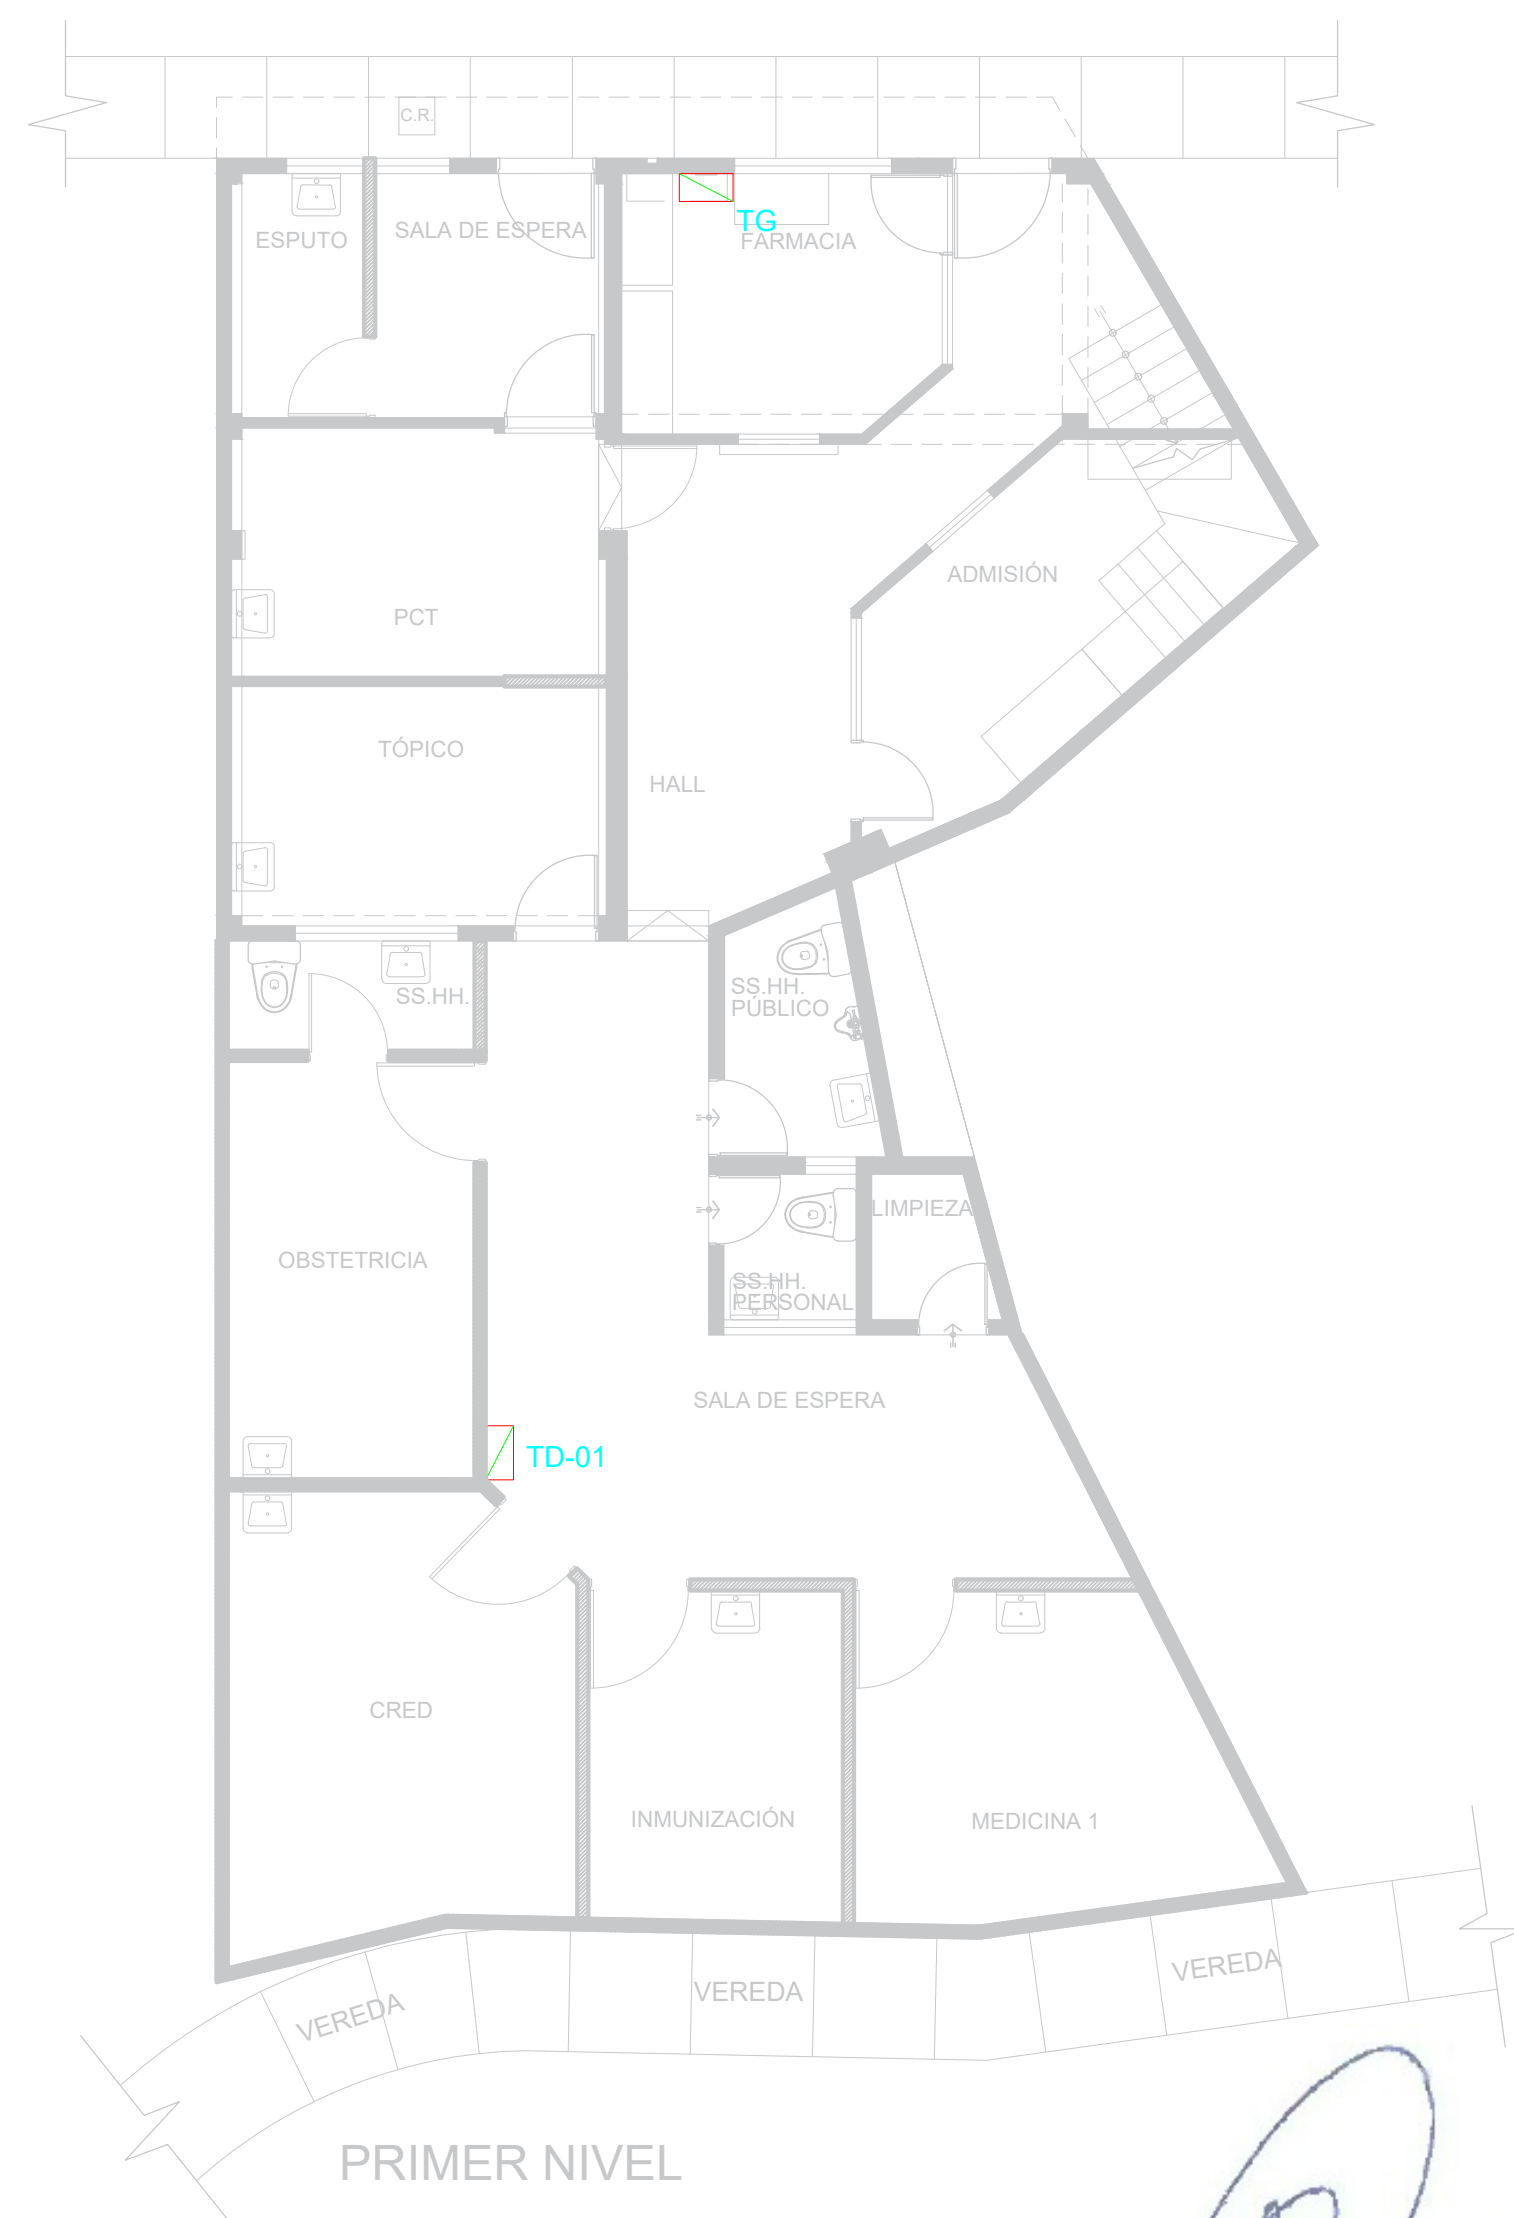 C.R.
ESPUTO
SALA DE ESPERA
TG
FARMACIA
ADMISIÓN
PCT
TÓPICO
HALL
SS.HH.
SS.HH.
PÚBLICO
LIMPIEZA
OBSTETRICIA
SS.HH.
PERSONAL
SALA DE ESPERA
TD-01
CRED
INMUNIZACIÓN
MEDICINA 1
VEREDA
VEREDA
VEREDA
PRIMER NIVEL